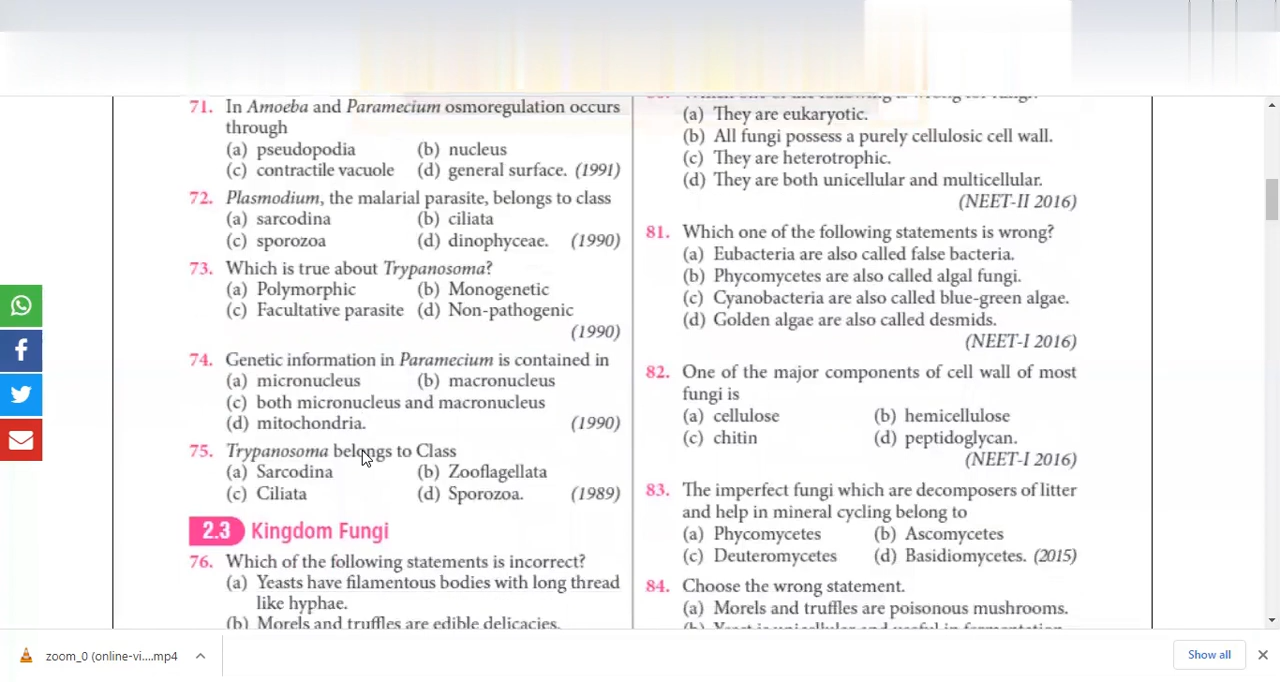 71. In Amoeba and Paramecium osmoregulation occurs
through
(a) pseudopodia (b) nucleus
(c) contractile vacuole (d) general surface. (1991)
72. Plasmodium, the malarial parasite, belongs to class
(a) sarcodina (b) ciliata
(c) sporozoa (d) dinophyceae. (1990)
73. Which is true about Trypanosoma?
(a) Polymorphic (b) Monogenetic
(c) Facultative parasite (d) Non-pathogenic
(1990)
74. Genetic information in Paramecium is contained in
(a) micronucleus (b) macronucleus
(c) both micronucleus and macronucleus
(d) mitochondria. (1990)
75. Trypanosoma belongs to Class
(a) Sarcodina (b) Zooflagellata
(c) Ciliata (d) Sporozoa. (1989)
2.3 Kingdom Fungi
76. Which of the following statements is incorrect?
(a) Yeasts have filamentous bodies with long thread
like hyphae.
(b) Morels and truffles are edible delicacies.
(a) They are eukaryotic.
(b) All fungi possess a purely cellulosic cell wall.
(c) They are heterotrophic.
(d) They are both unicellular and multicellular.
(NEET-II 2016)
81. Which one of the following statements is wrong?
(a) Eubacteria are also called false bacteria.
(b) Phycomycetes are also called algal fungi.
(c) Cyanobacteria are also called blue-green algae.
(d) Golden algae are also called desmids.
(NEET-I 2016)
82. One of the major components of cell wall of most
fungi is
(a) cellulose (b) hemicellulose
(c) chitin (d) peptidoglycan.
(NEET-I 2016)
83. The imperfect fungi which are decomposers of litter
and help in mineral cycling belong to
(a) Phycomycetes (b) Ascomycetes
(c) Deuteromycetes (d) Basidiomycetes. (2015)
84. Choose the wrong statement.
(a) Morels and truffles are poisonous mushrooms.
zoom_0 (online-vi....mp4
Show all